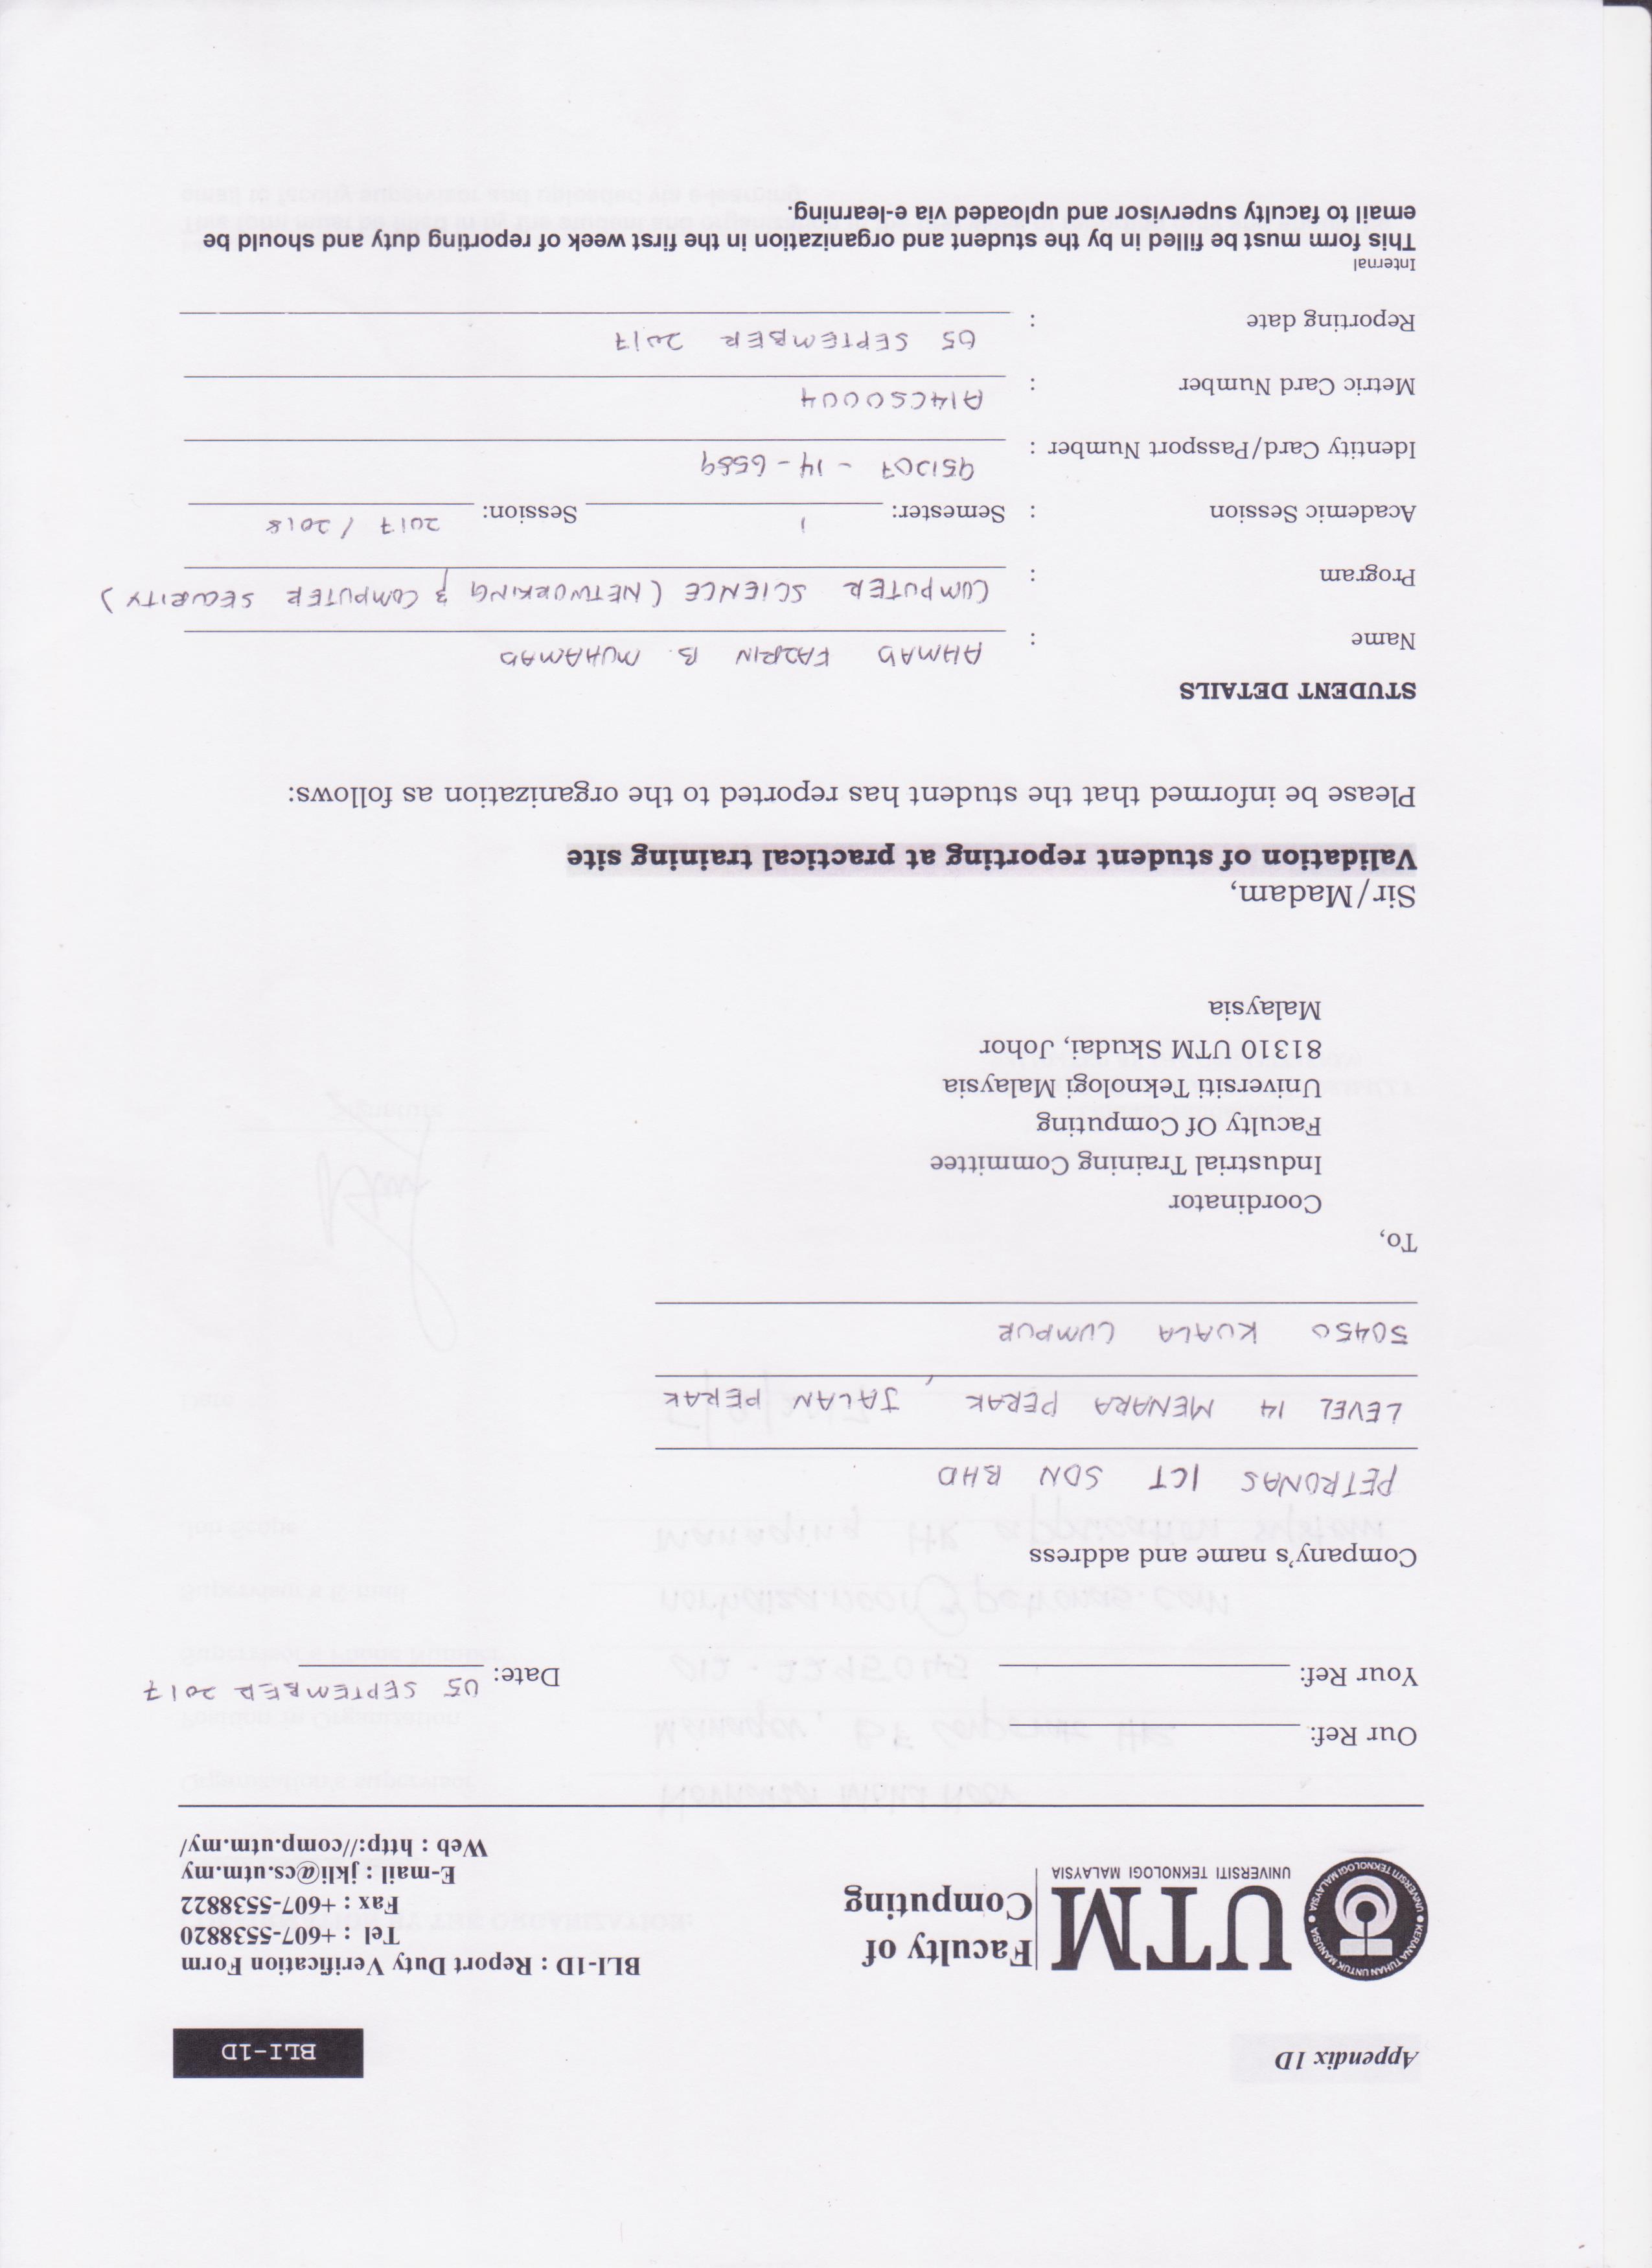 Appendix 1D
BLI-1D
KERANA TUHAN UNTUK MANUSIA
UNIVERSITI TEKNOLOGI MALAYSIA
UTM
UNIVERSITI TEKNOLOGI MALAYSIA
Faculty of
Computing
BLI-1D : Report Duty Verification Form
Tel : +607-5538820
Fax : +607-5538822
E-mail : jkli@cs.utm.my
Web : http://comp.utm.my/
Our Ref:
Your Ref:
Date: 05 SEPTEMBER 2017
Company's name and address
PETRONAS ICT SDN BHD
LEVEL 14 MENARA PERAK, JALAN PERAK
50450 KUALA LUMPUR
To,
Coordinator
Industrial Training Committee
Faculty Of Computing
Universiti Teknologi Malaysia
81310 UTM Skudai, Johor
Malaysia
Sir/Madam,
Validation of student reporting at practical training site
Please be informed that the student has reported to the organization as follows:
STUDENT DETAILS
Name : AHMAD FAZRIN B. MUHAMAD
Program : COMPUTER SCIENCE (NETWORKING & COMPUTER SECURITY)
Academic Session : Semester: 1 Session: 2017 / 2018
Identity Card/Passport Number : 951207 - 14 - 6589
Metric Card Number : A14CS0004
Reporting date : 05 SEPTEMBER 2017
Internal
This form must be filled in by the student and organization in the first week of reporting duty and should be
email to faculty supervisor and uploaded via e-learning.